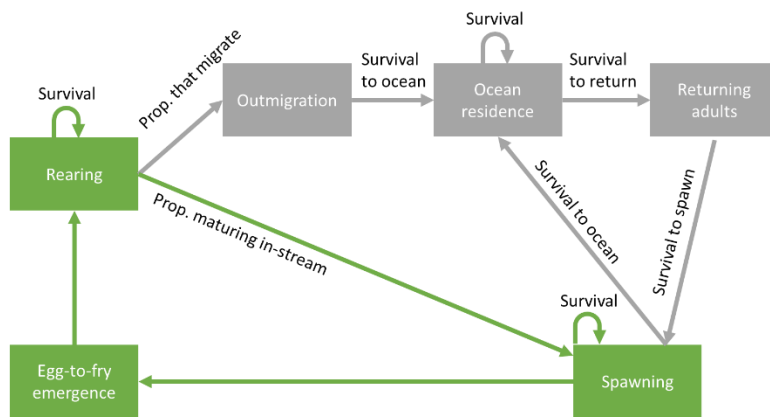 Survival
Prop. that migrate
Survival
to ocean
Survival
to return
Outmigration
Ocean
residence
Returning
adults
Survival
Rearing
Prop. maturing in-stream
Survival to ocean
Survival to spawn
Survival
Egg-to-fry
emergence
Spawning